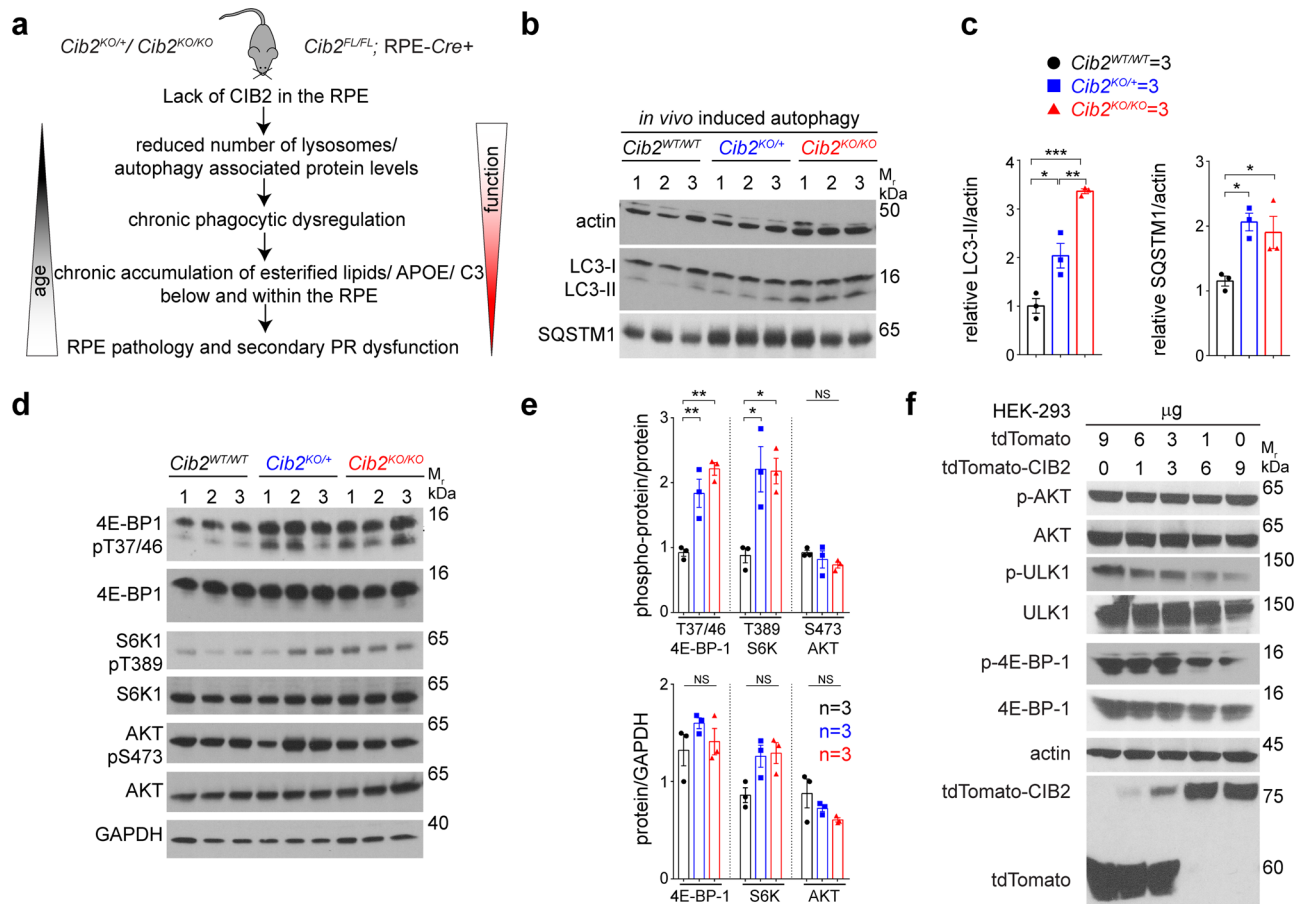 a
Cib2KO/+/ Cib2KO/KO
Cib2FL/FL; RPE-Cre+
Lack of CIB2 in the RPE
reduced number of lysosomes/
autophagy associated protein levels
chronic phagocytic dysregulation
chronic accumulation of esterified lipids/ APOE/ C3
below and within the RPE
RPE pathology and secondary PR dysfunction
age
function
b
in vivo induced autophagy
Cib2WT/WT Cib2KO/+ Cib2KO/KO
1 2 3 1 2 3 1 2 3
Mr
kDa
actin 50
LC3-I
LC3-II
16
SQSTM1 65
c
Cib2WT/WT=3
Cib2KO/+=3
Cib2KO/KO=3
relative LC3-II/actin
4
3
2
1
0
***
* **
relative SQSTM1/actin
3
2
1
0
*
*
d
Cib2WT/WT Cib2KO/+ Cib2KO/KO
1 2 3 1 2 3 1 2 3
Mr
kDa
4E-BP1
pT37/46
16
4E-BP1 16
S6K1
pT389
65
S6K1 65
AKT
pS473
65
AKT 65
GAPDH 40
e
phospho-protein/protein
3
2
1
0
** * NS
** *
T37/46 T389 S473
4E-BP-1 S6K AKT
protein/GAPDH
2
1
0
NS NS NS
n=3
n=3
n=3
4E-BP-1 S6K AKT
f
HEK-293 µg
tdTomato 9 6 3 1 0
tdTomato-CIB2 0 1 3 6 9
Mr
kDa
p-AKT 65
AKT 65
p-ULK1 150
ULK1 150
p-4E-BP-1 16
4E-BP-1 16
actin 45
tdTomato-CIB2 75
tdTomato 60